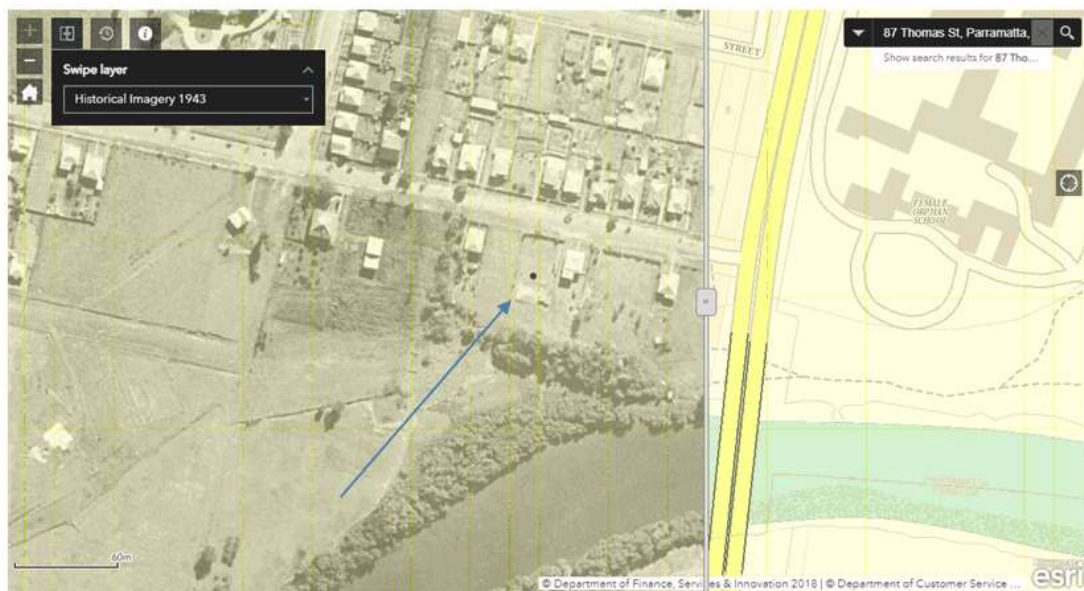 Swipe layer
Historical Imagery 1943
87 Thomas St, Parramatta,
Show search results for 87 Tho...
STREET
FEMALE
ORPHAN
SCHOOL
60m
© Department of Finance, Services & Innovation 2018 | © Department of Customer Service ...
esri